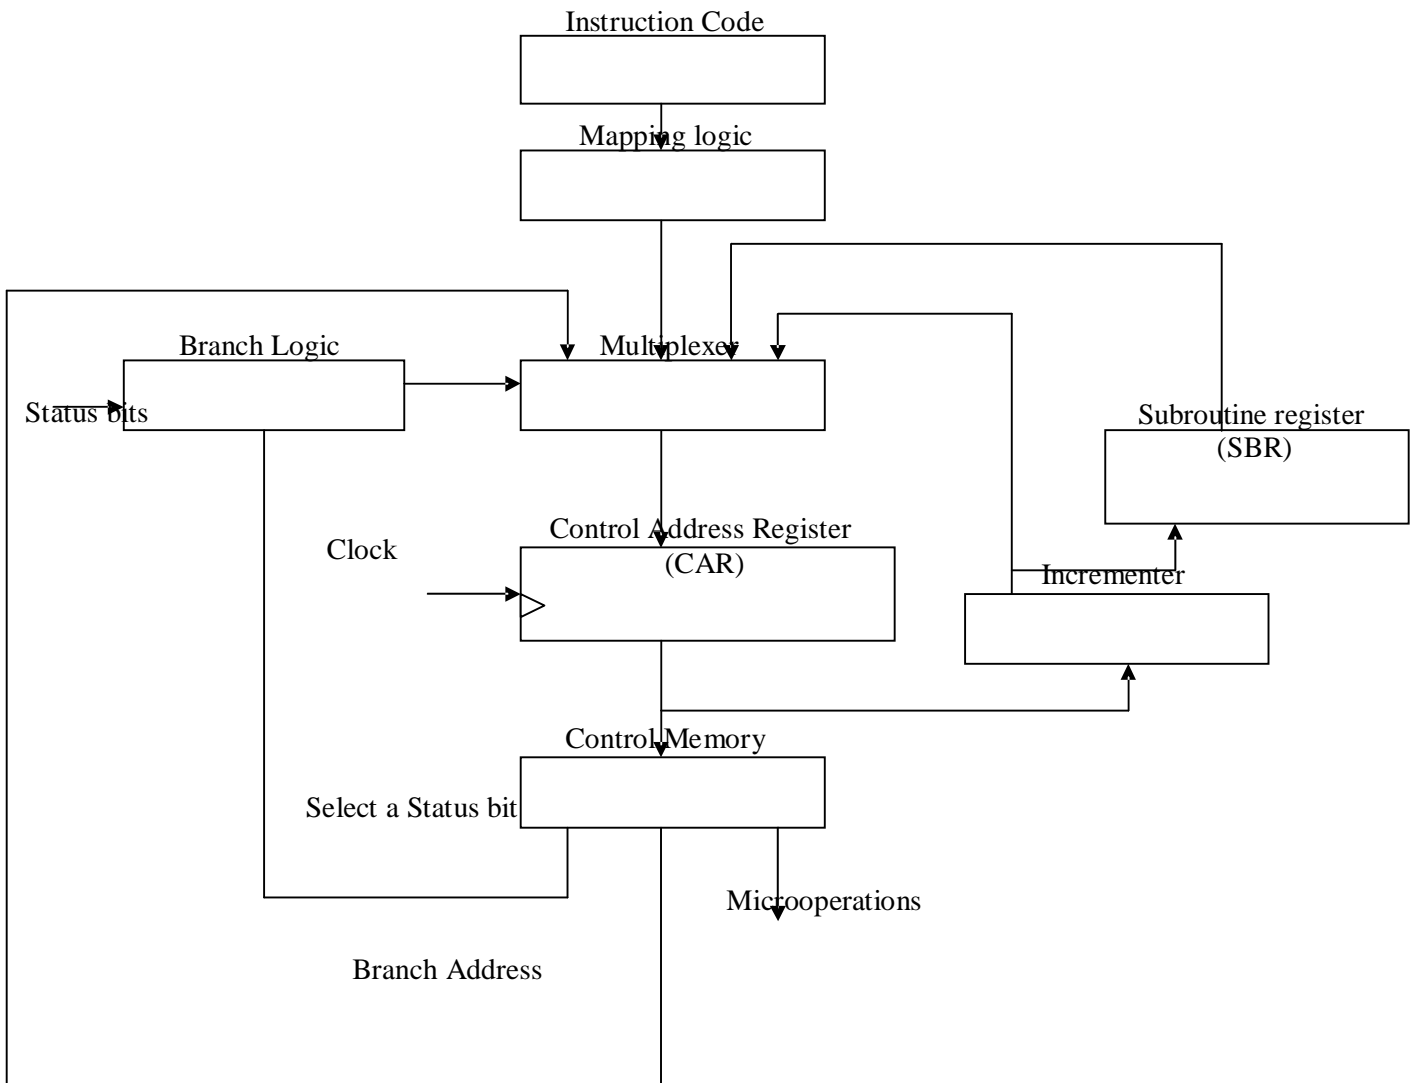 Instruction Code
Mapping logic
Branch Logic
Multiplexer
Status bits
Subroutine register
(SBR)
Control Address Register
(CAR)
Clock
Incrementer
Control Memory
Select a Status bit
Microoperations
Branch Address